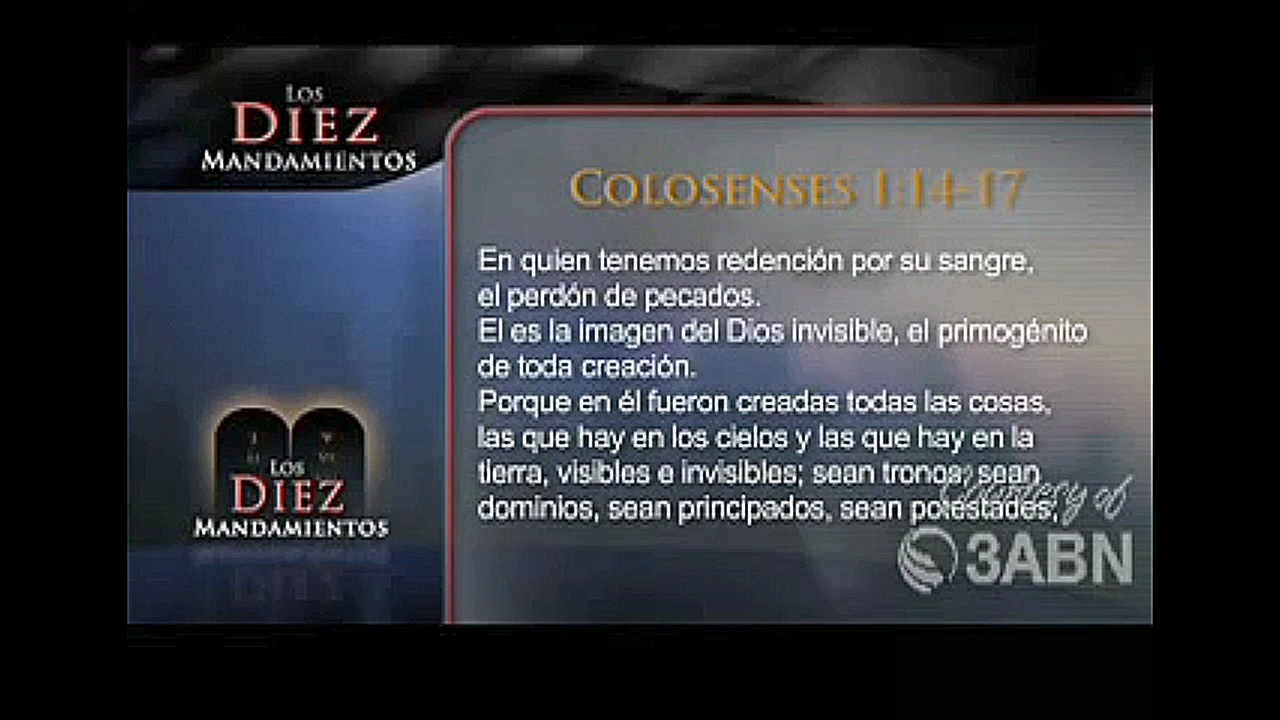 LOS
DIEZ
MANDAMIENTOS
COLOSENSES 1:14-17
En quien tenemos redención por su sangre,
el perdón de pecados.
El es la imagen del Dios invisible, el primogénito
de toda creación.
Porque en él fueron creadas todas las cosas,
las que hay en los cielos y las que hay en la
tierra, visibles e invisibles; sean tronos, sean
dominios, sean principados, sean potestades;
LOS
DIEZ
MANDAMIENTOS
Courtesy of
3ABN